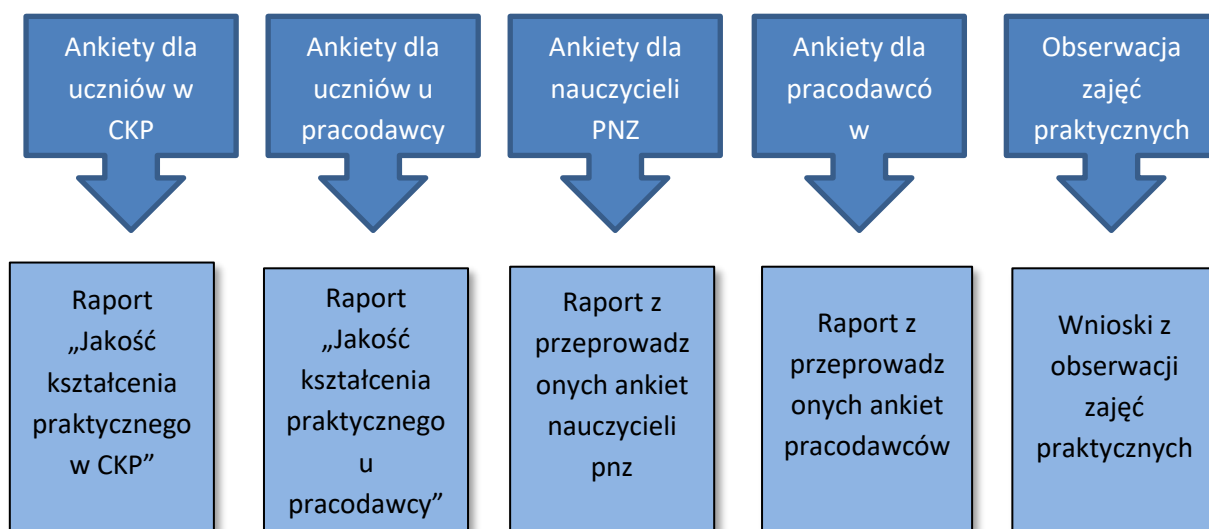 Ankiety dla
uczniów w
CKP
Ankiety dla
uczniów u
pracodawcy
Ankiety dla
nauczycieli
PNZ
Ankiety dla
pracodawcó
w
Obserwacja
zajęć
praktycznych
Raport
„Jakość
kształcenia
praktycznego
w CKP”
Raport
„Jakość
kształcenia
praktycznego
u
pracodawcy”
Raport z
przeprowadz
onych ankiet
nauczycieli
pnz
Raport z
przeprowadz
onych ankiet
pracodawców
Wnioski z
obserwacji
zajęć
praktycznych